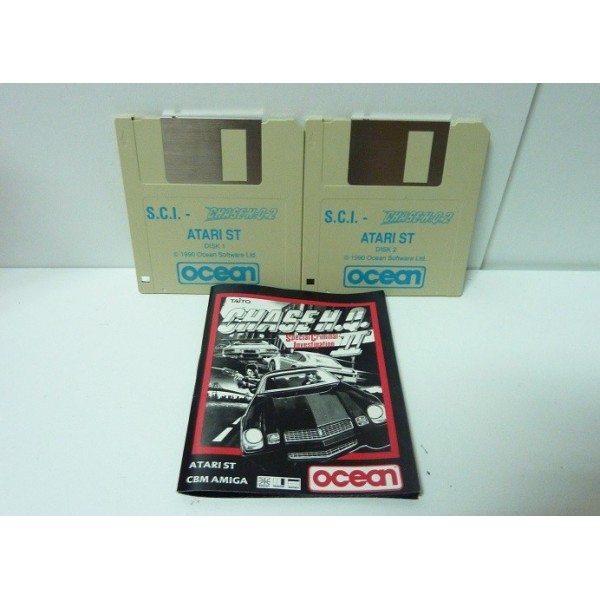 S.C.I. - CHASE H.Q.2
ATARI ST
DISK 1
© 1990 Ocean Software Ltd.
ocean
S.C.I. - CHASE H.Q.2
ATARI ST
DISK 2
© 1990 Ocean Software Ltd.
ocean
TAITO
CHASE H.Q.
II
Special Criminal
Investigation
ATARI ST
CBM AMIGA
ocean